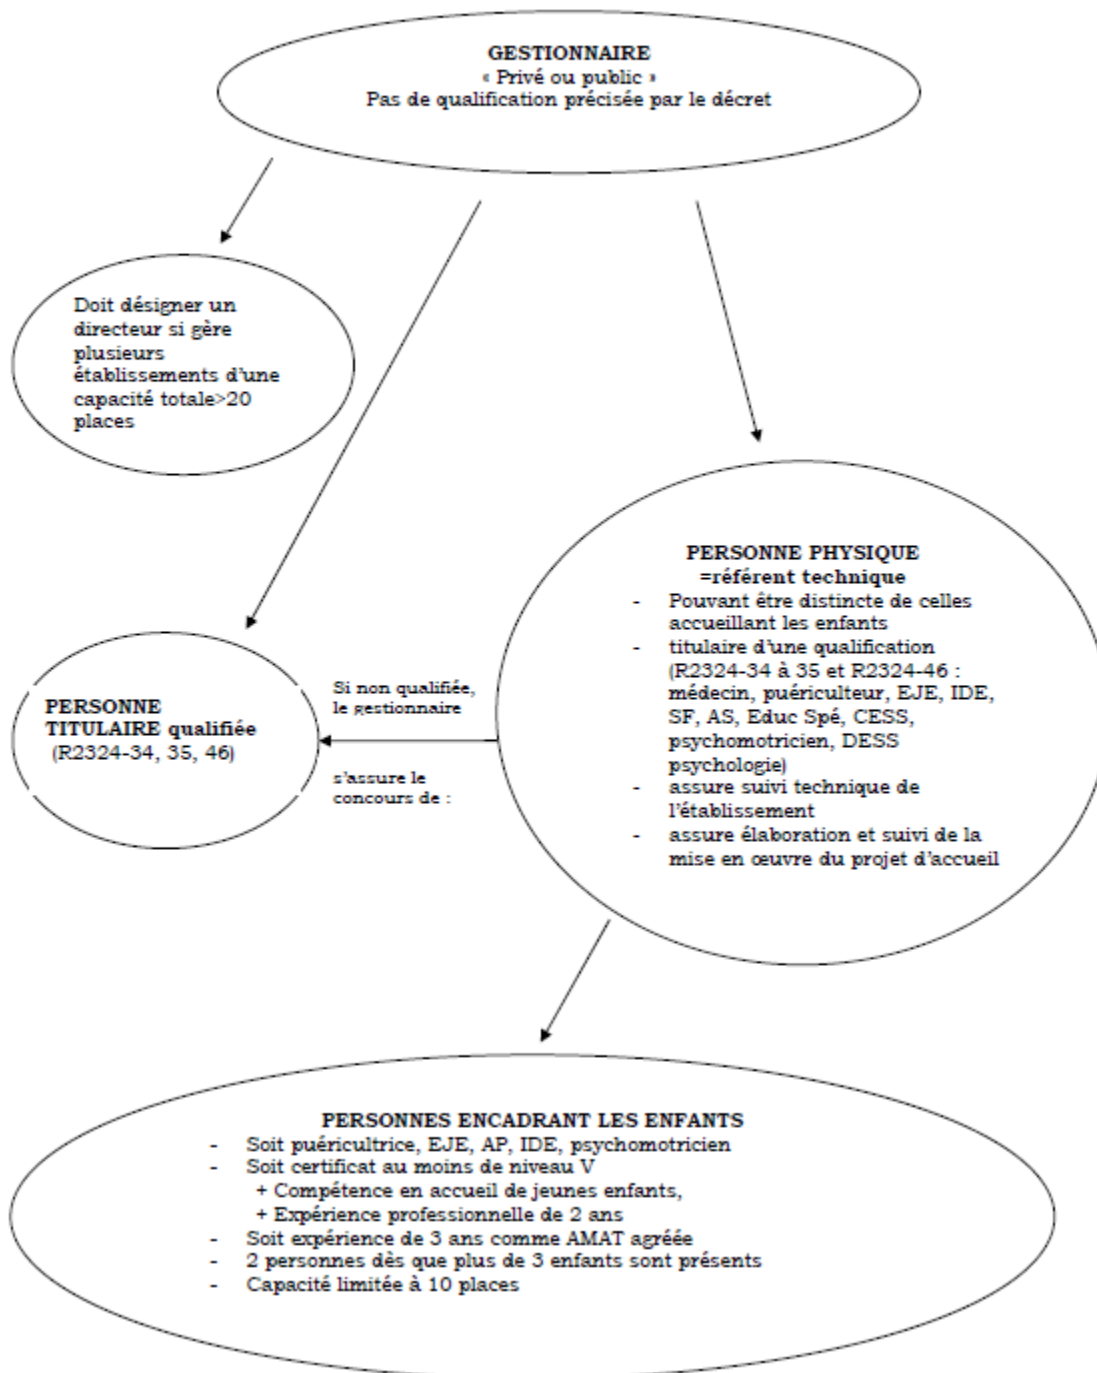 GESTIONNAIRE
« Privé ou public »
Pas de qualification précisée par le décret
Doit désigner un
directeur si gère
plusieurs
établissements d'une
capacité totale>20
places
PERSONNE PHYSIQUE
=référent technique
- Pouvant être distincte de celles
accueillant les enfants
- titulaire d'une qualification
(R2324-34 à 35 et R2324-46 :
médecin, puériculteur, EJE, IDE,
SF, AS, Educ Spé, CESS,
psychomotricien, DESS
psychologie)
- assure suivi technique de
l'établissement
- assure élaboration et suivi de la
mise en œuvre du projet d'accueil
Si non qualifiée,
le gestionnaire
s'assure le
concours de :
PERSONNE
TITULAIRE qualifiée
(R2324-34, 35, 46)
PERSONNES ENCADRANT LES ENFANTS
- Soit puéricultrice, EJE, AP, IDE, psychomotricien
- Soit certificat au moins de niveau V
+ Compétence en accueil de jeunes enfants,
+ Expérience professionnelle de 2 ans
- Soit expérience de 3 ans comme AMAT agréée
- 2 personnes dès que plus de 3 enfants sont présents
- Capacité limitée à 10 places